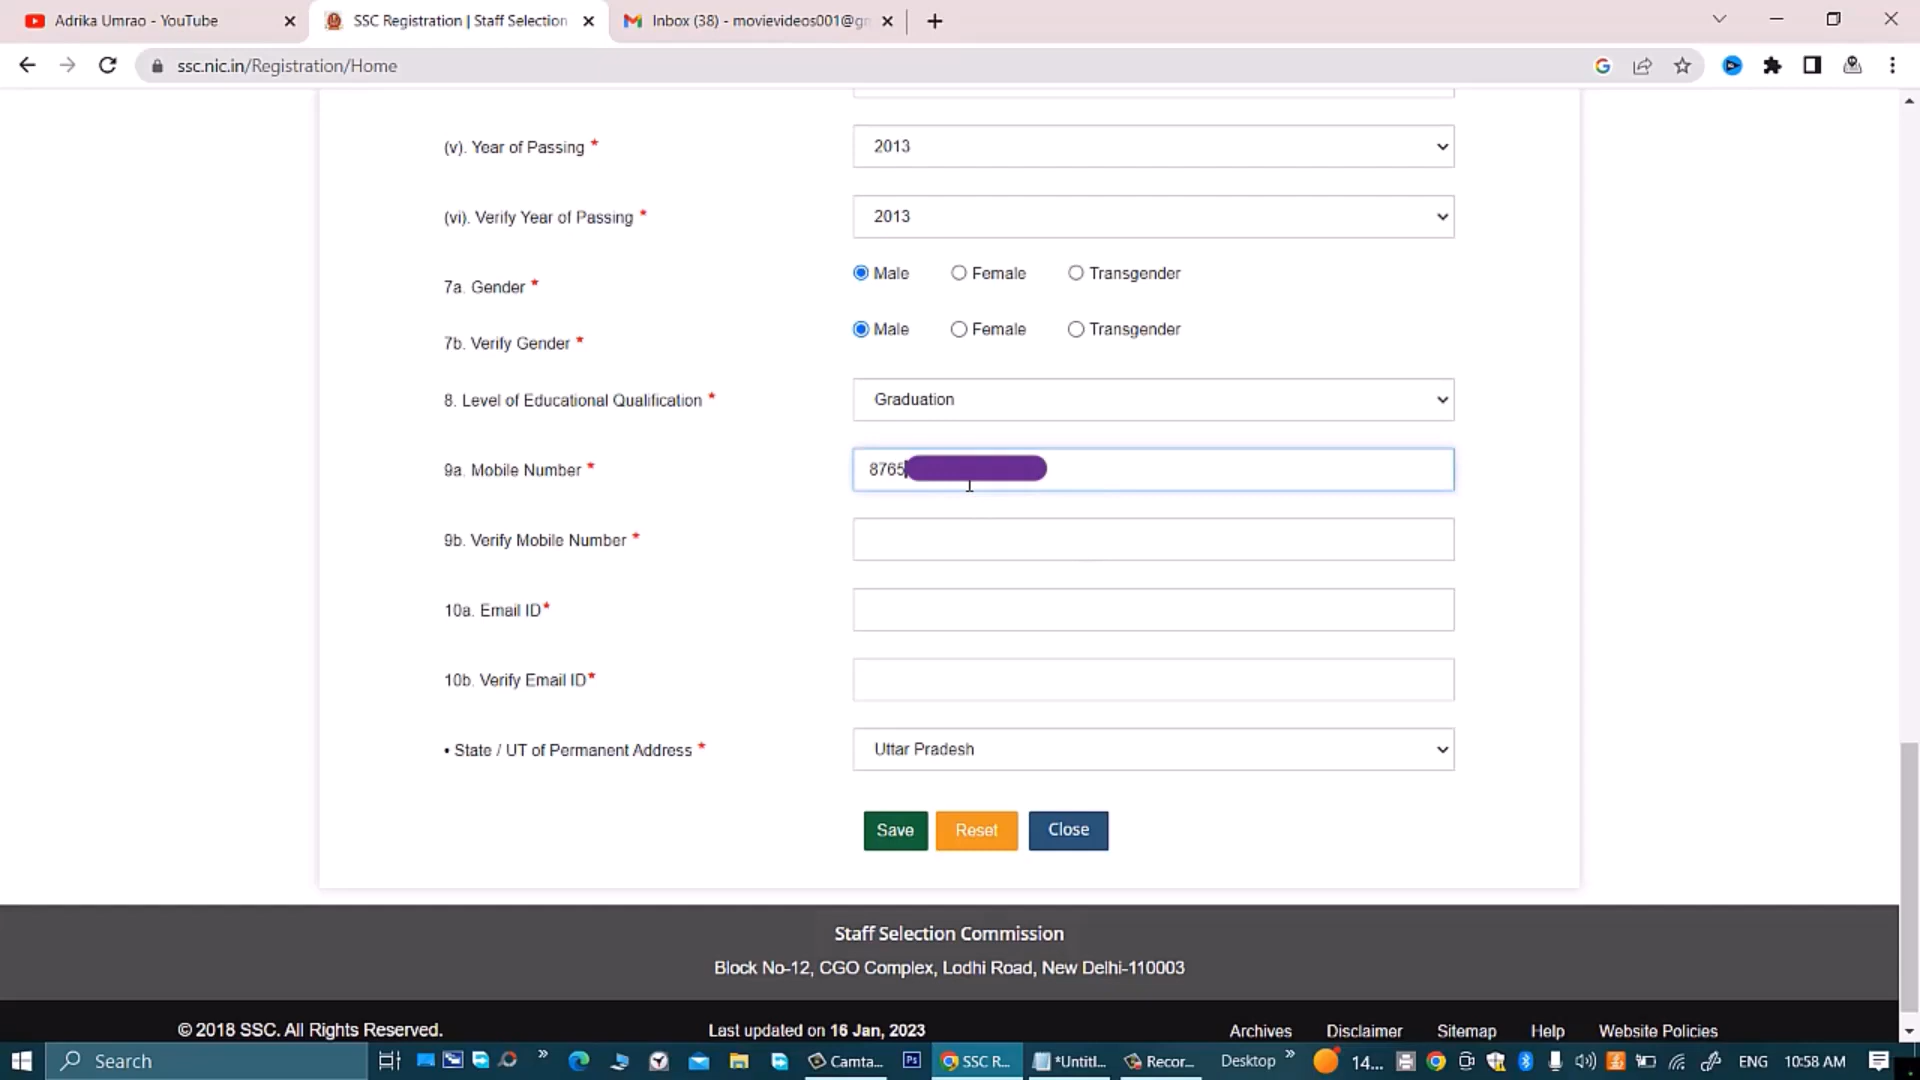 Adrika Umrao - YouTube
SSC Registration | Staff Selection
Inbox (38) - movievideos001@gm
ssc.nic.in/Registration/Home
(v). Year of Passing *
2013
(vi). Verify Year of Passing *
2013
7a. Gender *
Male Female Transgender
7b. Verify Gender *
Male Female Transgender
8. Level of Educational Qualification *
Graduation
9a. Mobile Number *
8765
9b. Verify Mobile Number *
10a. Email ID*
10b. Verify Email ID*
• State / UT of Permanent Address *
Uttar Pradesh
Save Reset Close
Staff Selection Commission
Block No-12, CGO Complex, Lodhi Road, New Delhi-110003
© 2018 SSC. All Rights Reserved.
Last updated on 16 Jan, 2023
Archives Disclaimer Sitemap Help Website Policies
Search
Camta...
Ps
SSC R...
*Untitl...
Recor...
Desktop
14...
ENG
10:58 AM